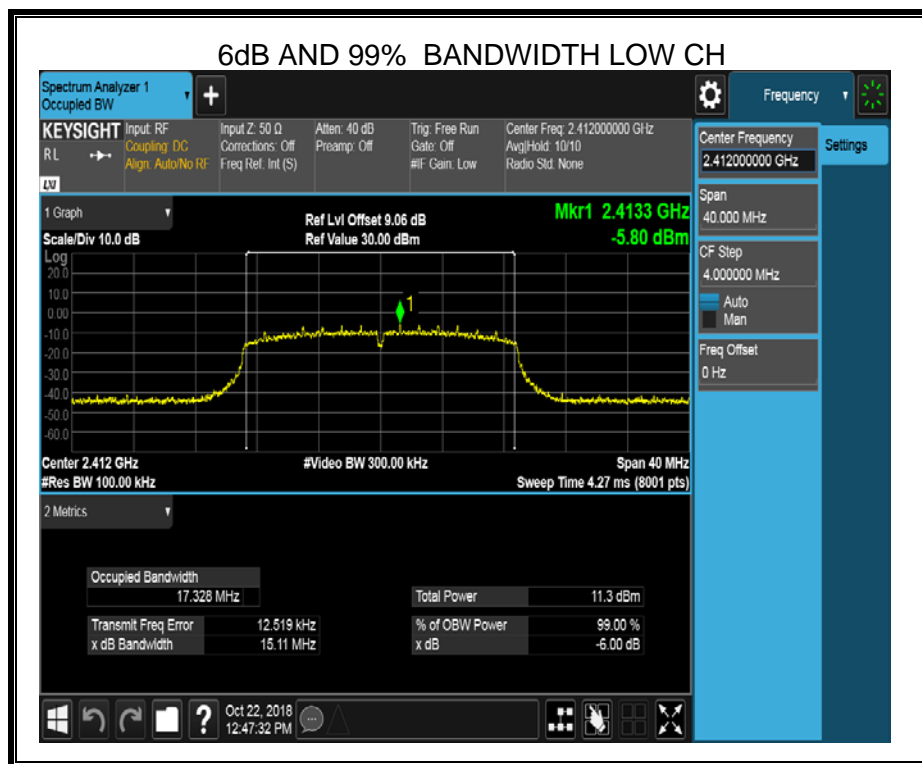 6dB AND 99% BANDWIDTH LOW CH
Spectrum Analyzer 1
Occupied BW
+
Frequency
KEYSIGHT
RL
LXI
Input: RF
Coupling: DC
Align: Auto/No RF
Input Z: 50 Ω
Corrections: Off
Freq Ref: Int (S)
Atten: 40 dB
Preamp: Off
Trig: Free Run
Gate: Off
#IF Gain: Low
Center Freq: 2.412000000 GHz
Avg|Hold: 10/10
Radio Std: None
Center Frequency
2.412000000 GHz
Settings
Span
40.000 MHz
CF Step
4.000000 MHz
Auto
Man
Freq Offset
0 Hz
1 Graph
Ref Lvl Offset 9.06 dB
Mkr1 2.4133 GHz
Scale/Div 10.0 dB
Ref Value 30.00 dBm
-5.80 dBm
Log
20.0
10.0
0.00
-10.0
-20.0
-30.0
-40.0
-50.0
-60.0
1
Center 2.412 GHz
#Video BW 300.00 kHz
Span 40 MHz
#Res BW 100.00 kHz
Sweep Time 4.27 ms (8001 pts)
2 Metrics
Occupied Bandwidth
17.328 MHz
Total Power 11.3 dBm
Transmit Freq Error 12.519 kHz
% of OBW Power 99.00 %
x dB Bandwidth 15.11 MHz
x dB -6.00 dB
?
Oct 22, 2018
12:47:32 PM